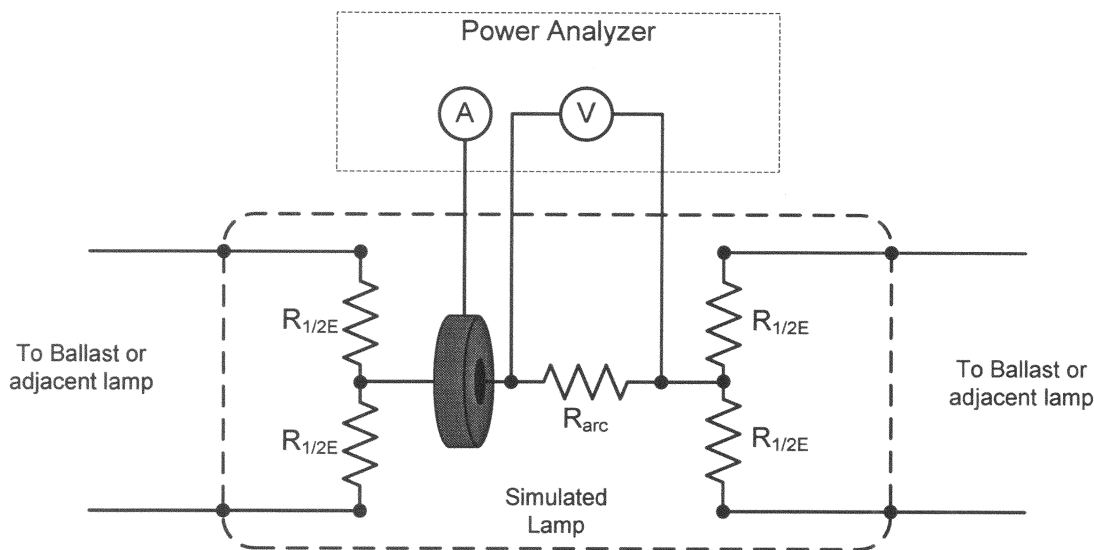 Power Analyzer
A
V
R1/2E
R1/2E
To Ballast or
adjacent lamp
To Ballast or
adjacent lamp
Rarc
R1/2E
R1/2E
Simulated
Lamp